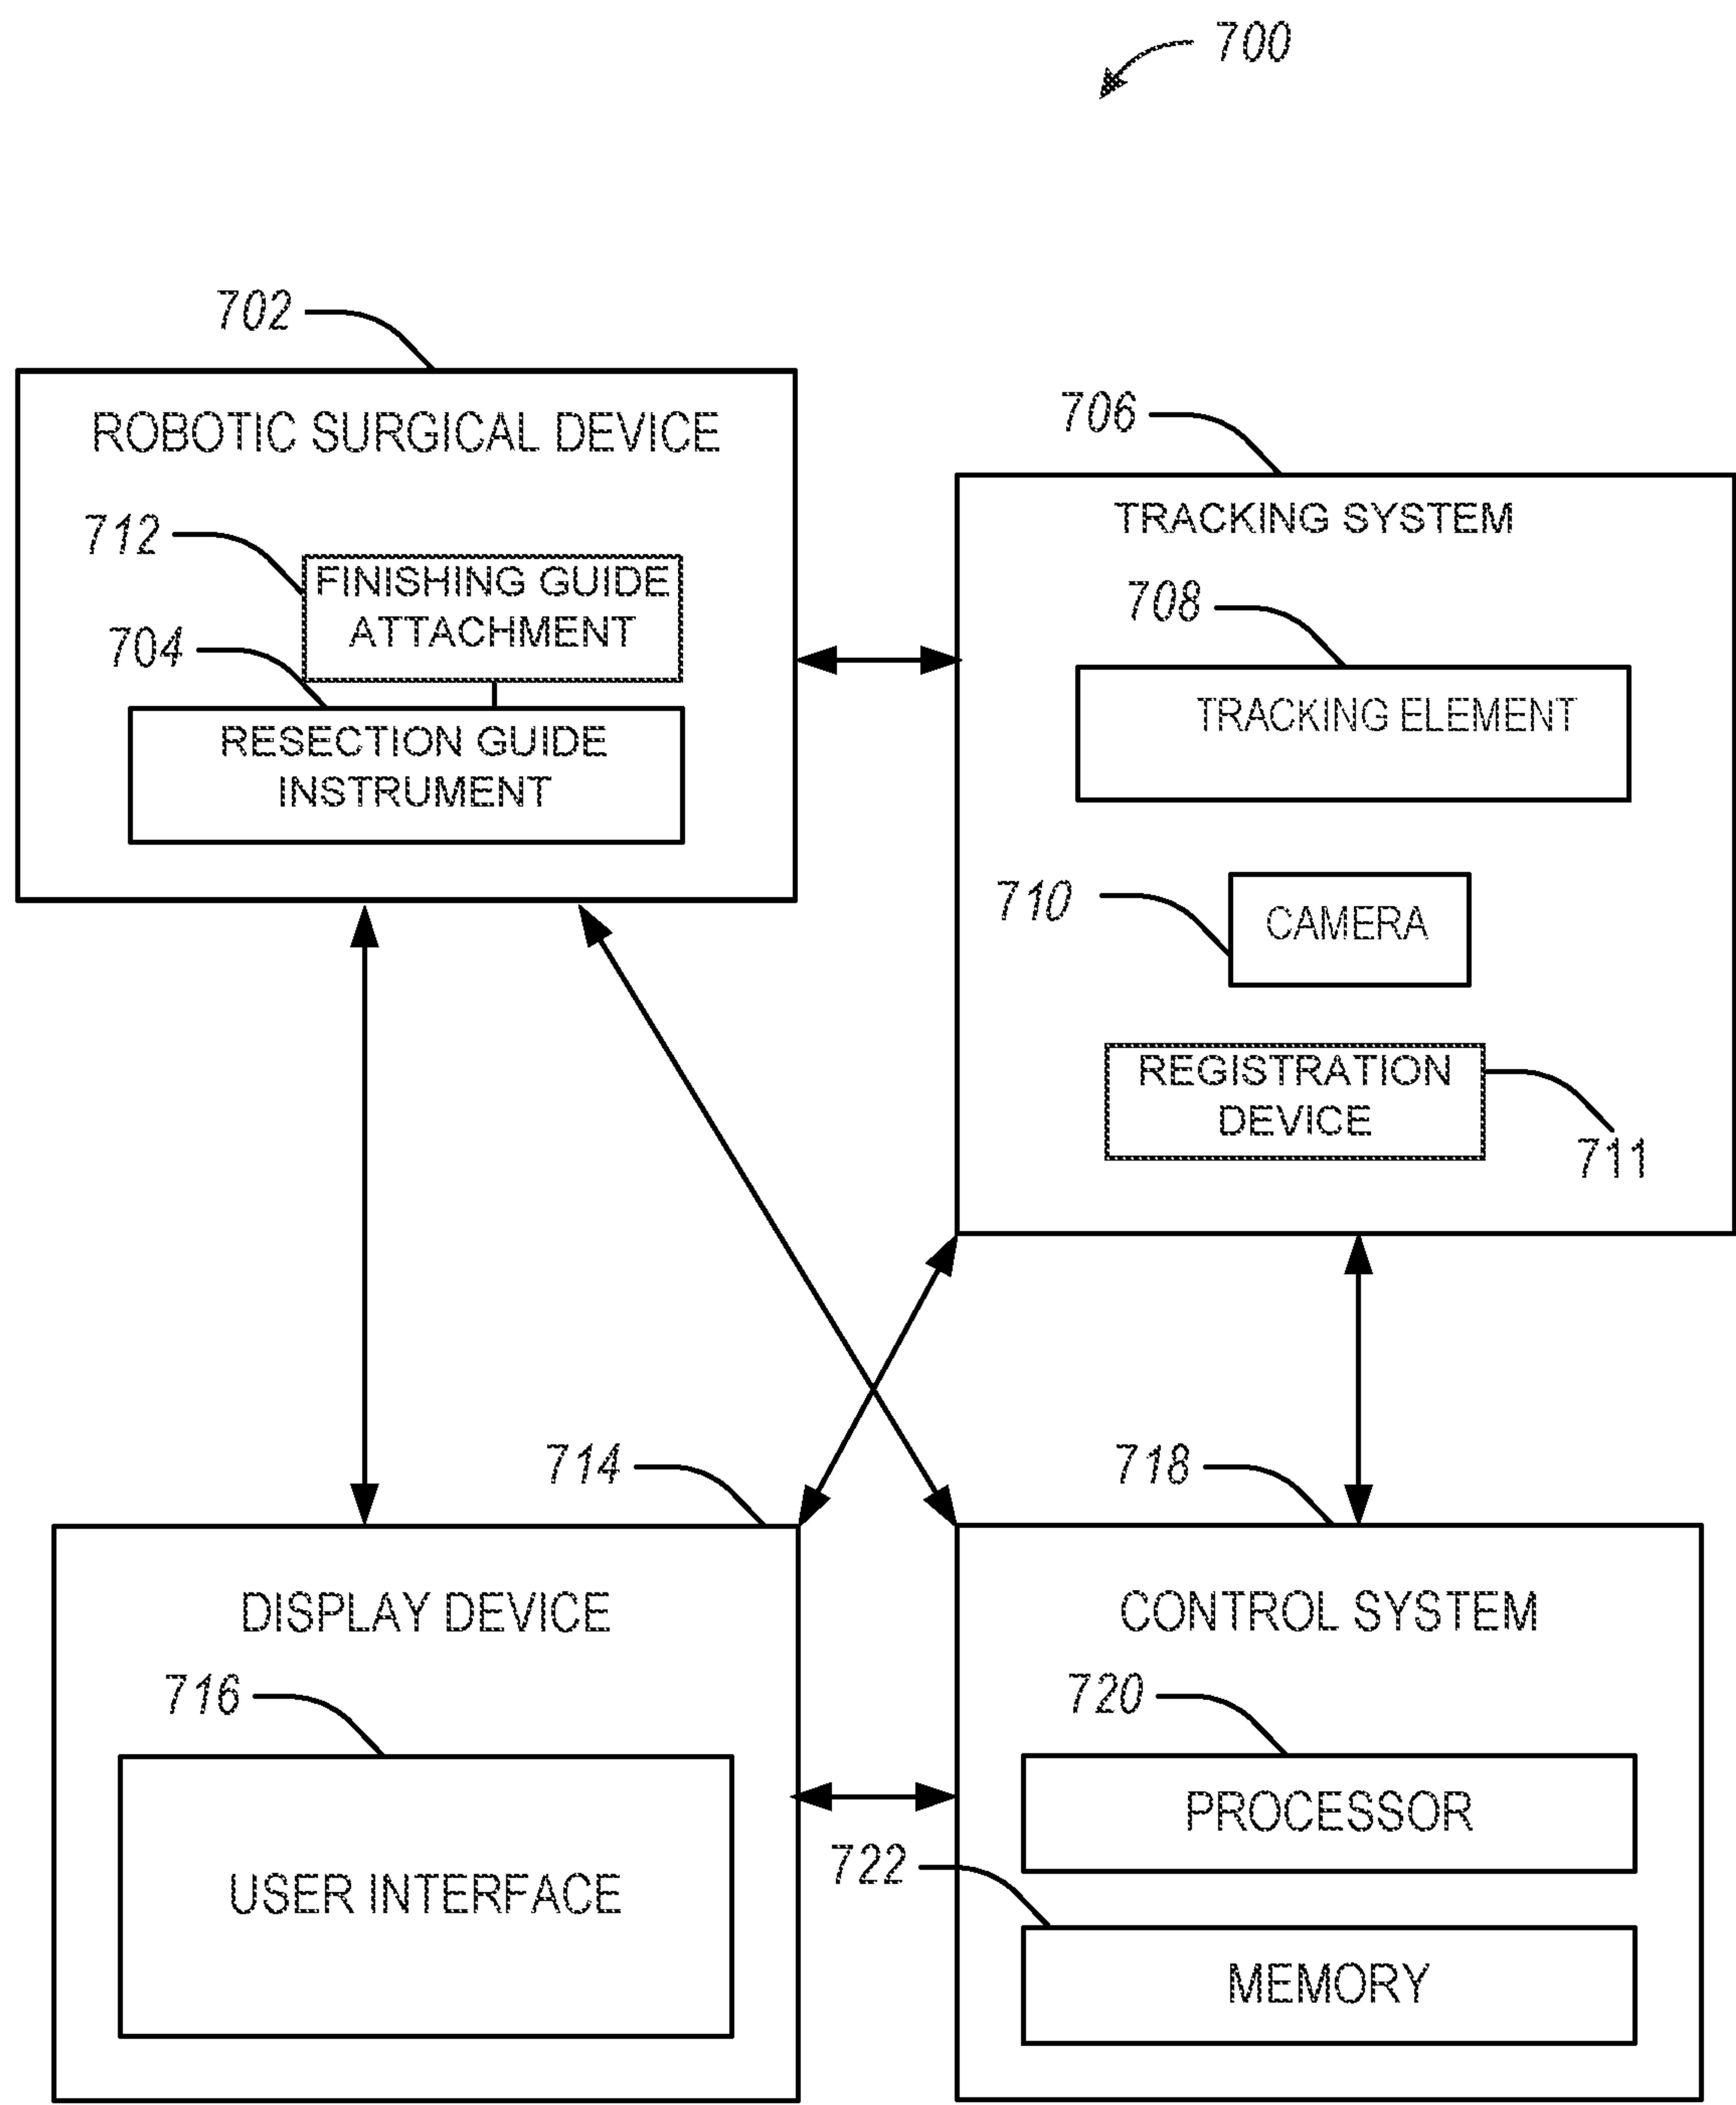 700
702
ROBOTIC SURGICAL DEVICE
712
FINISHING GUIDE
ATTACHMENT
704
RESECTION GUIDE
INSTRUMENT
706
TRACKING SYSTEM
708
TRACKING ELEMENT
710
CAMERA
REGISTRATION
DEVICE
711
714
DISPLAY DEVICE
716
USER INTERFACE
718
CONTROL SYSTEM
720
PROCESSOR
722
MEMORY